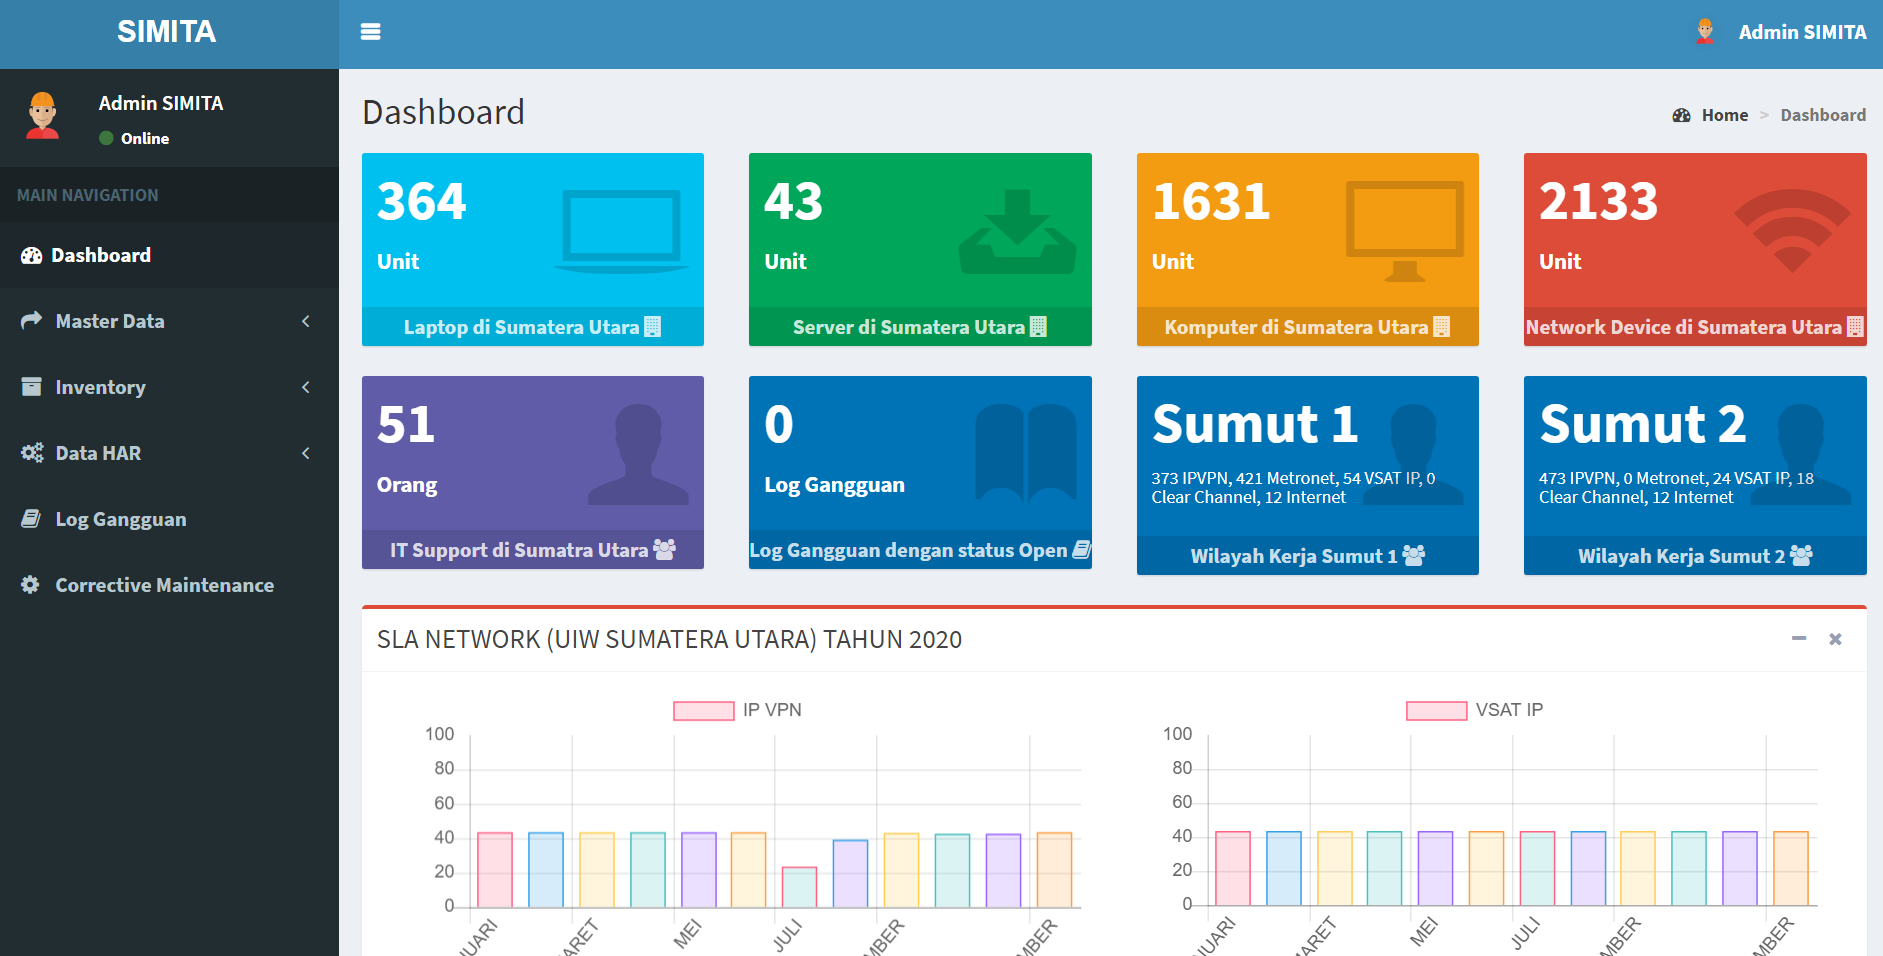 SIMITA
Admin SIMITA
Admin SIMITA
Online
MAIN NAVIGATION
Dashboard
Master Data
Inventory
Data HAR
Log Gangguan
Corrective Maintenance
Dashboard
Home > Dashboard
364
Unit
Laptop di Sumatera Utara
43
Unit
Server di Sumatera Utara
1631
Unit
Komputer di Sumatera Utara
2133
Unit
Network Device di Sumatera Utara
51
Orang
IT Support di Sumatra Utara
0
Log Gangguan
Log Gangguan dengan status Open
Sumut 1
373 IPVPN, 421 Metronet, 54 VSAT IP, 0
Clear Channel, 12 Internet
Wilayah Kerja Sumut 1
Sumut 2
473 IPVPN, 0 Metronet, 24 VSAT IP, 18
Clear Channel, 12 Internet
Wilayah Kerja Sumut 2
SLA NETWORK (UIW SUMATERA UTARA) TAHUN 2020
IP VPN
100
80
60
40
20
0
UARI
ARET
MEI
JULI
MBER
MBER
VSAT IP
100
80
60
40
20
0
UARI
MARET
MEI
JULI
MBER
MBER